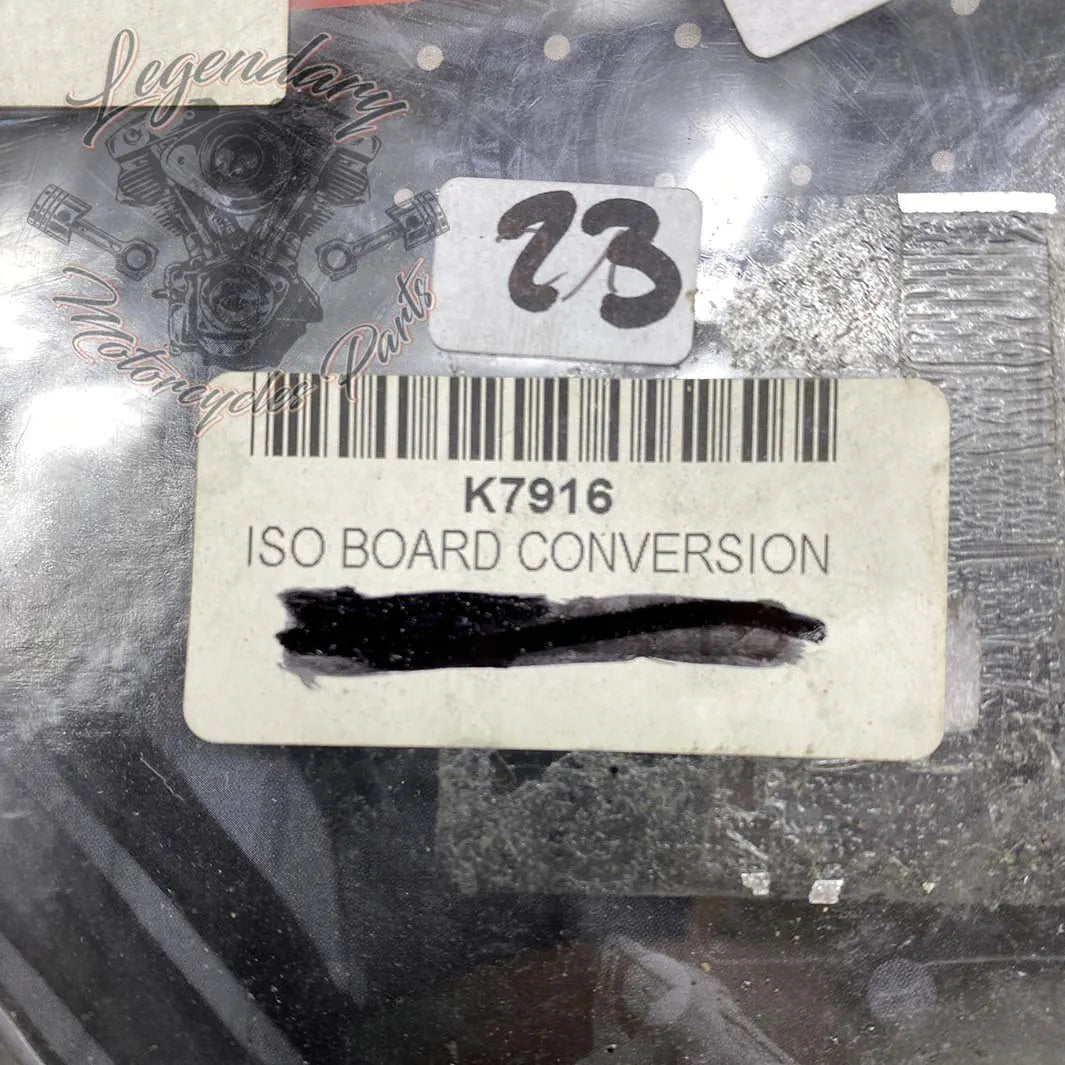 Legendary
Motorcycles Parts
23
K7916
ISO BOARD CONVERSION